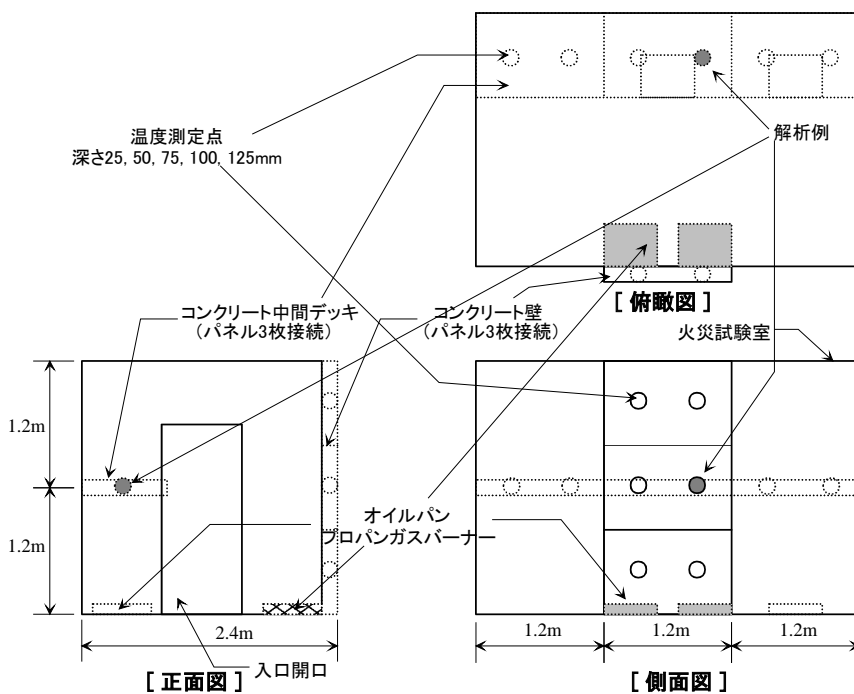 温度測定点
深さ25, 50, 75, 100, 125mm
解析例
[ 俯瞰図 ]
コンクリート中間デッキ
（パネル3枚接続）
コンクリート壁
（パネル3枚接続）
火災試験室
1.2m
1.2m
オイルパン
プロパンガスバーナー
2.4m
1.2m
1.2m
1.2m
入口開口
[ 正面図 ]
[ 側面図 ]